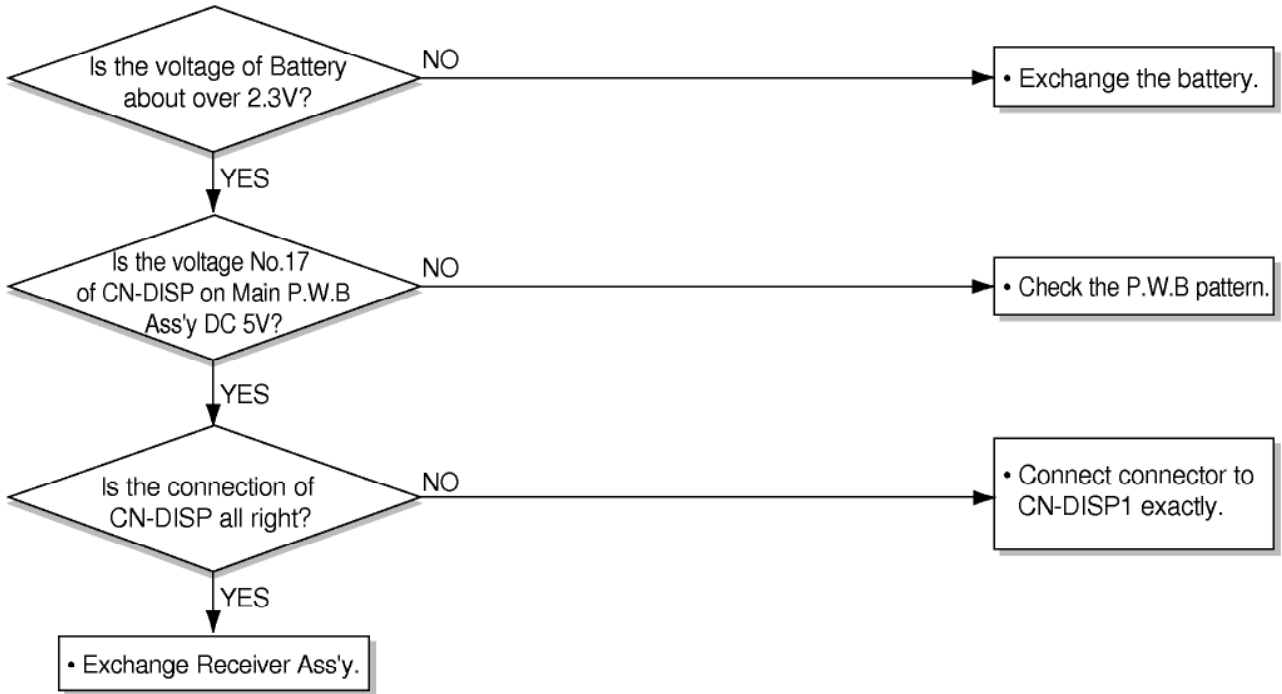 Is the voltage of Battery
about over 2.3V?
NO
• Exchange the battery.
YES
Is the voltage No.17
of CN-DISP on Main P.W.B
Ass'y DC 5V?
NO
• Check the P.W.B pattern.
YES
Is the connection of
CN-DISP all right?
NO
• Connect connector to
CN-DISP1 exactly.
YES
• Exchange Receiver Ass'y.